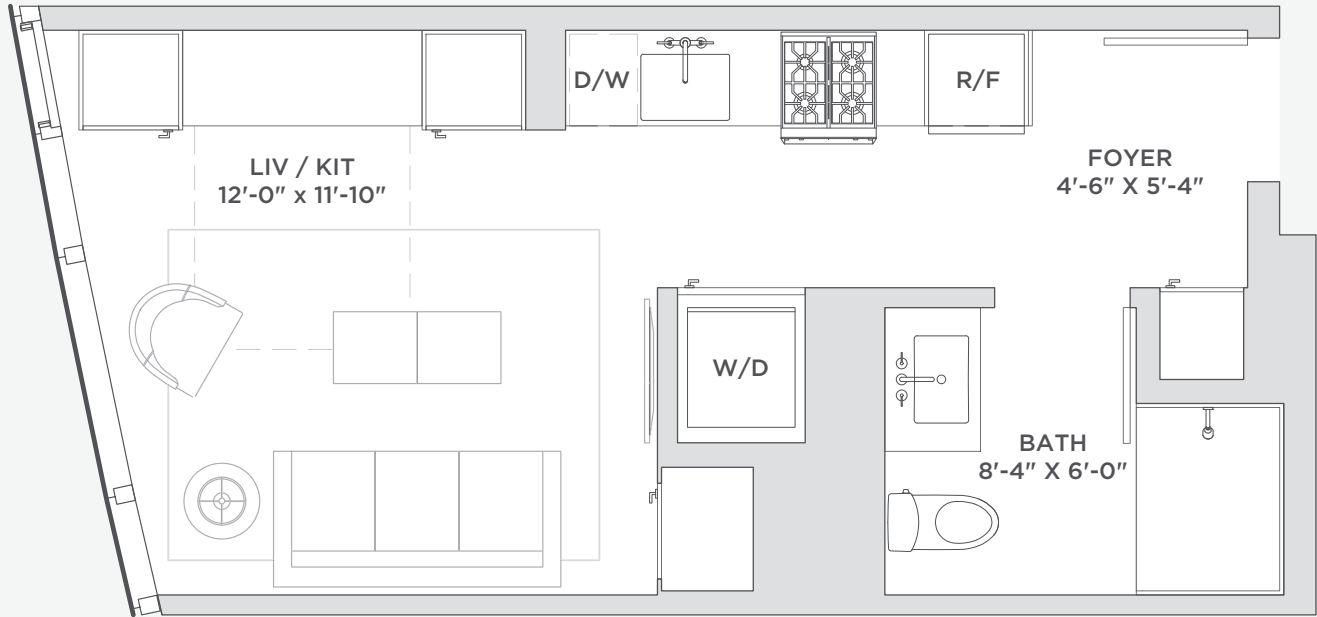 D/W
R/F
LIV / KIT
12'-0" x 11'-10"
FOYER
4'-6" X 5'-4"
W/D
BATH
8'-4" X 6'-0"